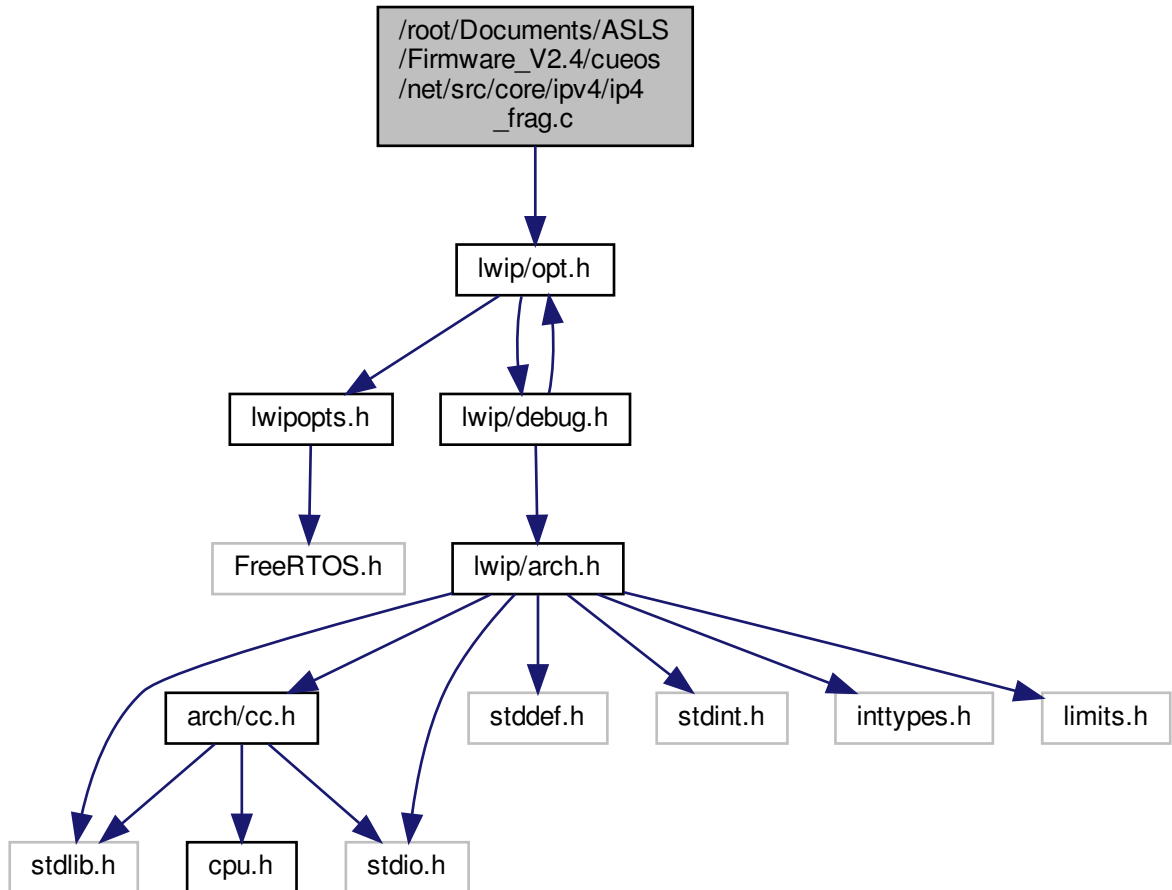 /root/Documents/ASLS
/Firmware_V2.4/cueos
/net/src/core/ipv4/ip4
_frag.c
lwip/opt.h
lwipopts.h
lwip/debug.h
FreeRTOS.h
lwip/arch.h
arch/cc.h
stddef.h
stdint.h
inttypes.h
limits.h
stdlib.h
cpu.h
stdio.h